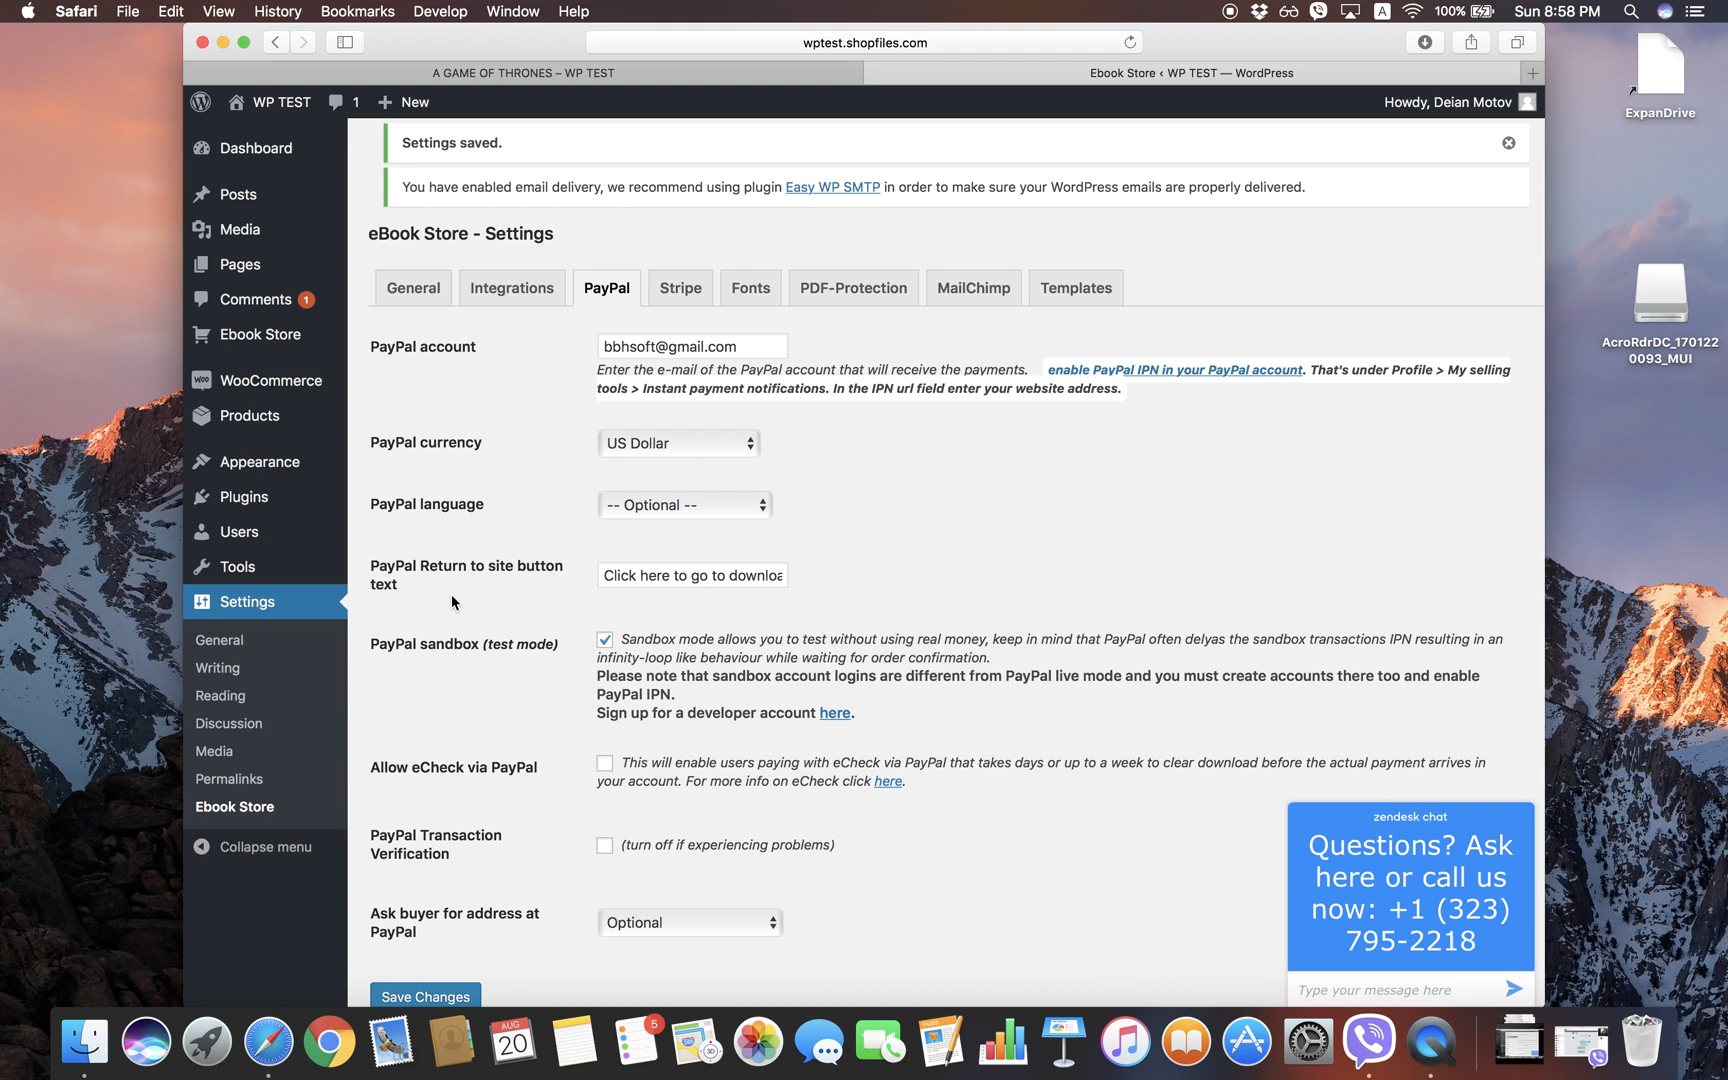 Safari File Edit View History Bookmarks Develop Window Help
A 100% Sun 8:58 PM
wptest.shopfiles.com
A GAME OF THRONES – WP TEST
Ebook Store ‹ WP TEST — WordPress
WP TEST 1 + New
Howdy, Deian Motov
ExpanDrive
AcroRdrDC_170122
0093_MUI
Dashboard
Posts
Media
Pages
Comments 1
Ebook Store
WOO WooCommerce
Products
Appearance
Plugins
Users
Tools
Settings
General
Writing
Reading
Discussion
Media
Permalinks
Ebook Store
Collapse menu
Settings saved.
You have enabled email delivery, we recommend using plugin Easy WP SMTP in order to make sure your WordPress emails are properly delivered.
eBook Store - Settings
General Integrations PayPal Stripe Fonts PDF-Protection MailChimp Templates
PayPal account
bbhsoft@gmail.com
Enter the e-mail of the PayPal account that will receive the payments. enable PayPal IPN in your PayPal account. That's under Profile > My selling
tools > Instant payment notifications. In the IPN url field enter your website address.
PayPal currency
US Dollar
PayPal language
-- Optional --
PayPal Return to site button
text
Click here to go to downloa
PayPal sandbox (test mode)
Sandbox mode allows you to test without using real money, keep in mind that PayPal often delyas the sandbox transactions IPN resulting in an
infinity-loop like behaviour while waiting for order confirmation.
Please note that sandbox account logins are different from PayPal live mode and you must create accounts there too and enable
PayPal IPN.
Sign up for a developer account here.
Allow eCheck via PayPal
This will enable users paying with eCheck via PayPal that takes days or up to a week to clear download before the actual payment arrives in
your account. For more info on eCheck click here.
PayPal Transaction
Verification
(turn off if experiencing problems)
Ask buyer for address at
PayPal
Optional
Save Changes
zendesk chat
Questions? Ask
here or call us
now: +1 (323)
795-2218
Type your message here
AUG
20
5
3D